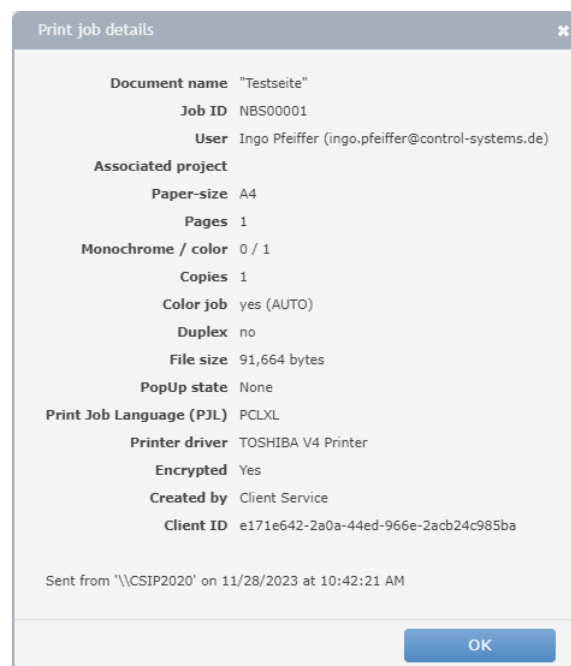 Print job details
Document name "Testseite"
Job ID NBS00001
User Ingo Pfeiffer (ingo.pfeiffer@control-systems.de)
Associated project
Paper-size A4
Pages 1
Monochrome / color 0 / 1
Copies 1
Color job yes (AUTO)
Duplex no
File size 91,664 bytes
PopUp state None
Print Job Language (PJL) PCLXL
Printer driver TOSHIBA V4 Printer
Encrypted Yes
Created by Client Service
Client ID e171e642-2a0a-44ed-966e-2acb24c985ba
Sent from '\\CSIP2020' on 11/28/2023 at 10:42:21 AM
OK